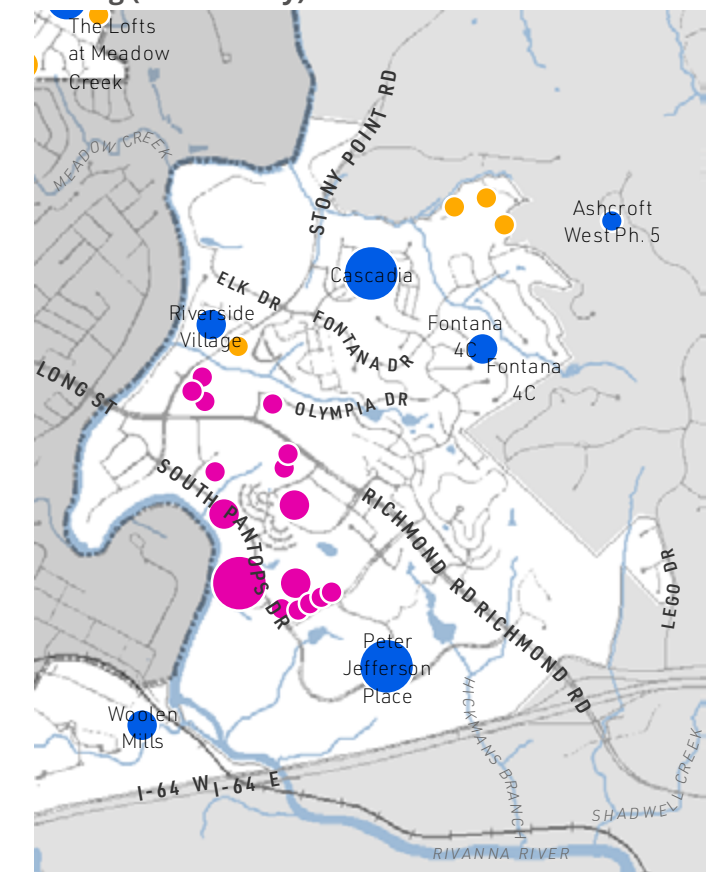 The Lofts
at Meadow
Creek
MEADOW CREEK
STONY POINT RD
Ashcroft
West Ph. 5
Cascadia
ELK DR
Riverside
Village
FONTANA DR
Fontana
4C
Fontana
4C
LONG ST
OLYMPIA DR
SOUTH PANTOPS DR
RICHMOND RD
RICHMOND RD
LEGO DR
Peter
Jefferson
Place
Woolen
Mills
HICKMANS BRANCH
I-64 W
I-64 E
SHADWELL CREEK
RIVANNA RIVER